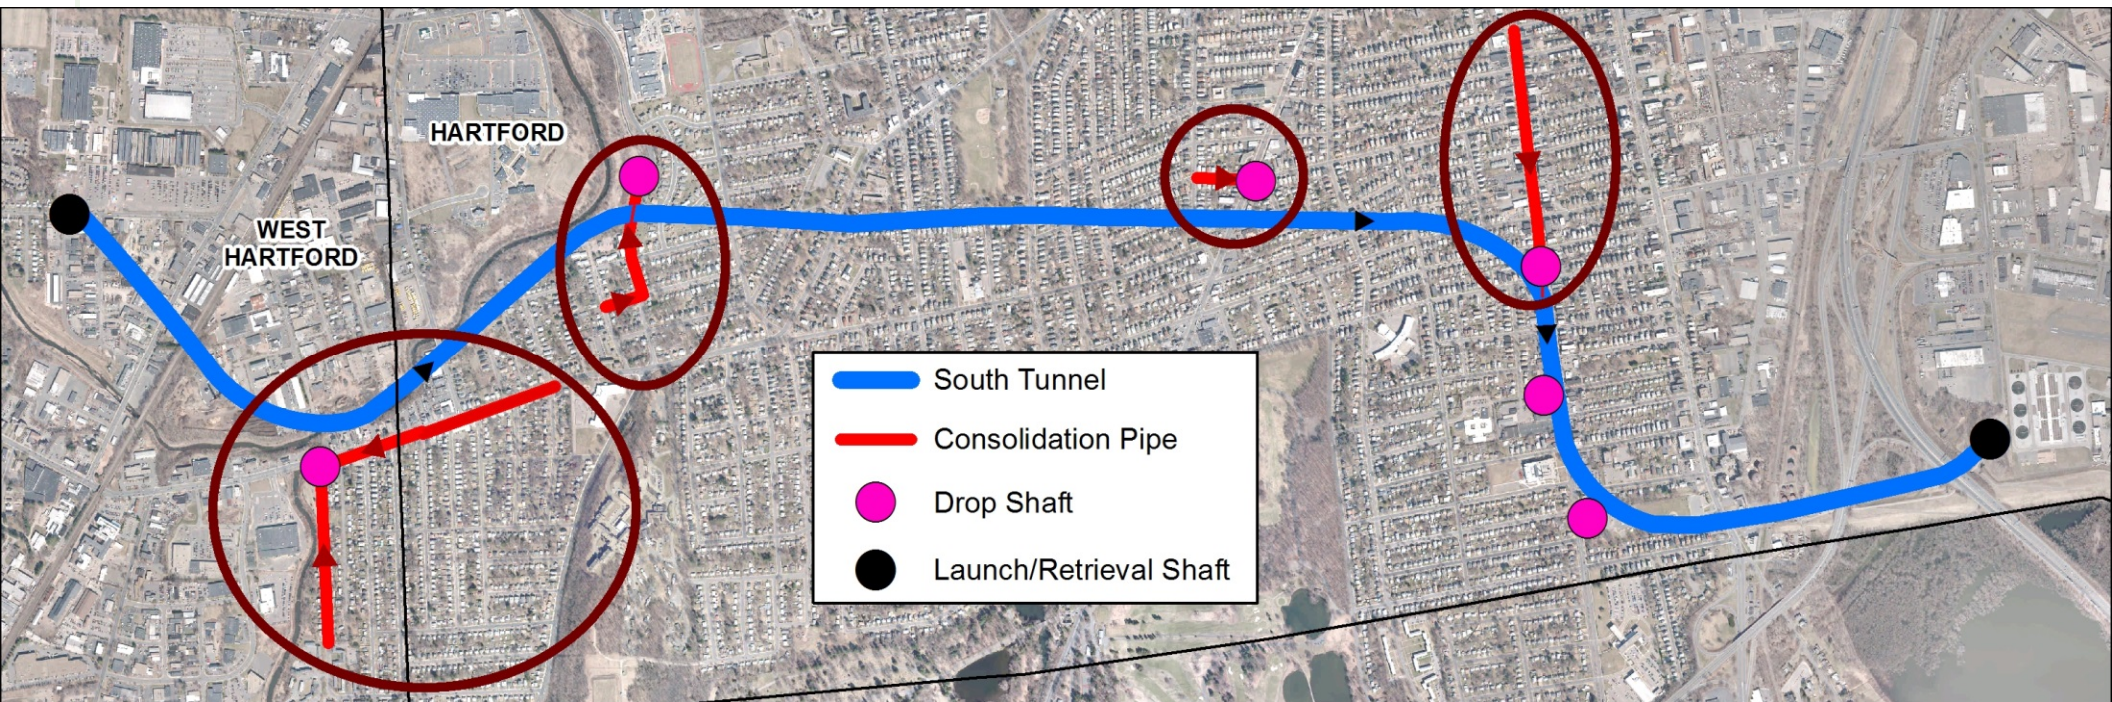 HARTFORD
WEST
HARTFORD
South Tunnel
Consolidation Pipe
Drop Shaft
Launch/Retrieval Shaft